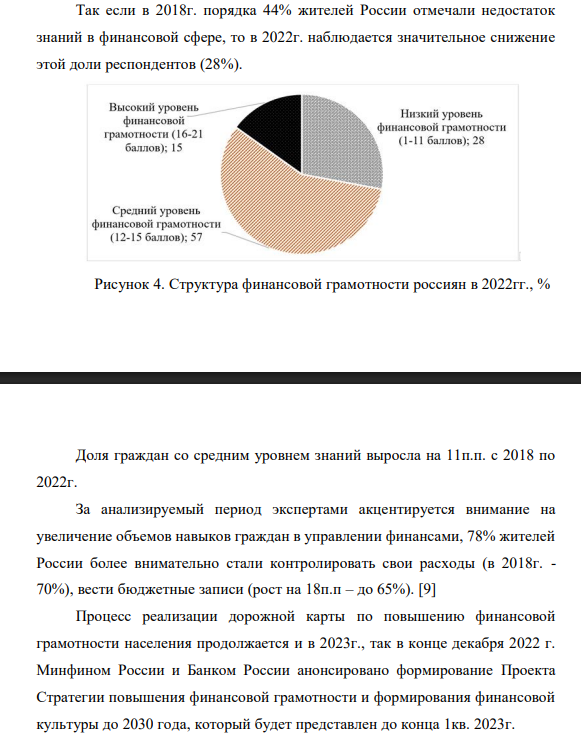 Так если в 2018г. порядка 44% жителей России отмечали недостаток
знаний в финансовой сфере, то в 2022г. наблюдается значительное снижение
этой доли респондентов (28%).
Высокий уровень
финансовой
грамотности (16-21
баллов); 15
Низкий уровень
финансовой грамотности
(1-11 баллов); 28
Средний уровень
финансовой грамотности
(12-15 баллов); 57
Рисунок 4. Структура финансовой грамотности россиян в 2022гг., %
Доля граждан со средним уровнем знаний выросла на 11п.п. с 2018 по
2022г.
За анализируемый период экспертами акцентируется внимание на
увеличение объемов навыков граждан в управлении финансами, 78% жителей
России более внимательно стали контролировать свои расходы (в 2018г. -
70%), вести бюджетные записи (рост на 18п.п – до 65%). [9]
Процесс реализации дорожной карты по повышению финансовой
грамотности населения продолжается и в 2023г., так в конце декабря 2022 г.
Минфином России и Банком России анонсировано формирование Проекта
Стратегии повышения финансовой грамотности и формирования финансовой
культуры до 2030 года, который будет представлен до конца 1кв. 2023г.